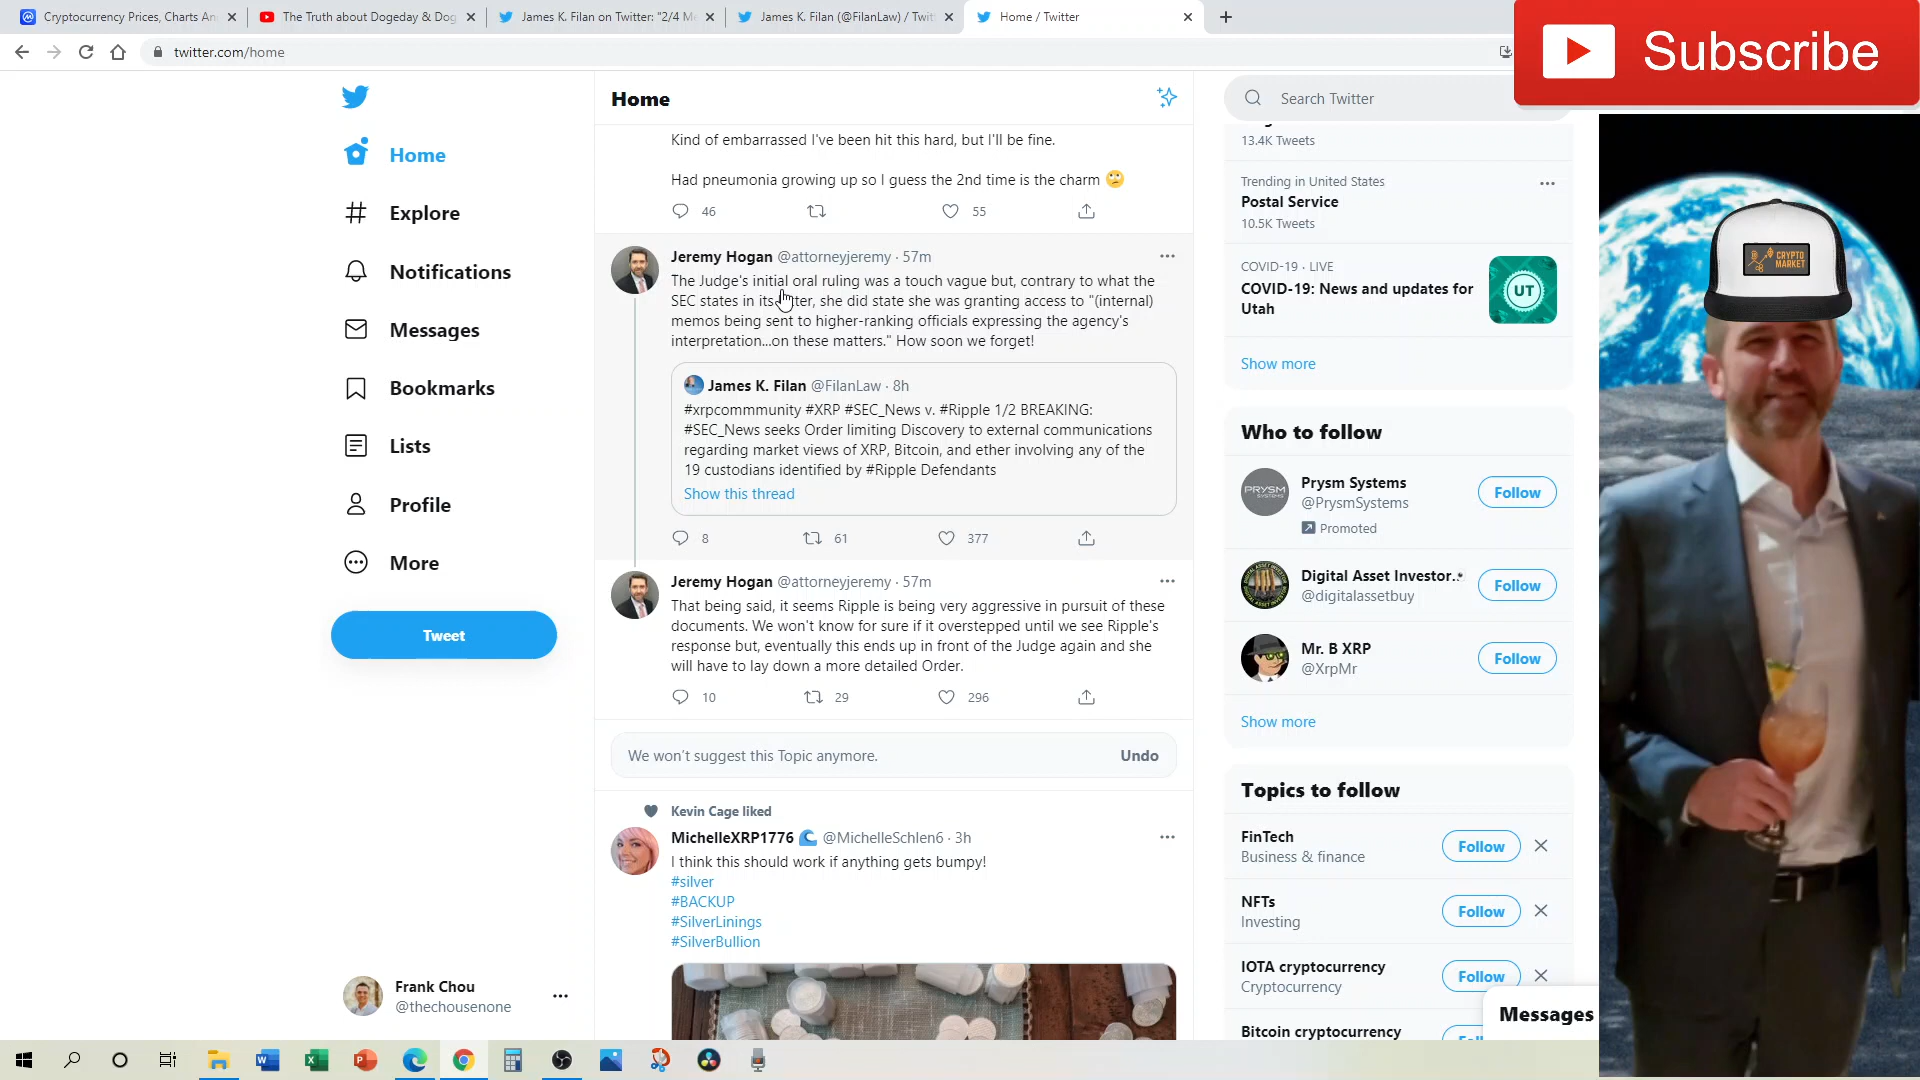 Cryptocurrency Prices, Charts An
The Truth about Dogeday & Dog
James K. Filan on Twitter: "2/4 Me
James K. Filan (@FilanLaw) / Twitt
Home / Twitter
twitter.com/home
Subscribe
Home
Search Twitter
Home
Explore
Notifications
Messages
Bookmarks
Lists
Profile
More
Tweet
Frank Chou
@thechousenone
Kind of embarrassed I've been hit this hard, but I'll be fine.
Had pneumonia growing up so I guess the 2nd time is the charm 🙄
46
55
Jeremy Hogan @attorneyjeremy · 57m
The Judge's initial oral ruling was a touch vague but, contrary to what the
SEC states in its letter, she did state she was granting access to "(internal)
memos being sent to higher-ranking officials expressing the agency's
interpretation...on these matters." How soon we forget!
James K. Filan @FilanLaw · 8h
#xrpcommmunity #XRP #SEC_News v. #Ripple 1/2 BREAKING:
#SEC_News seeks Order limiting Discovery to external communications
regarding market views of XRP, Bitcoin, and ether involving any of the
19 custodians identified by #Ripple Defendants
Show this thread
8
61
377
Jeremy Hogan @attorneyjeremy · 57m
That being said, it seems Ripple is being very aggressive in pursuit of these
documents. We won't know for sure if it overstepped until we see Ripple's
response but, eventually this ends up in front of the Judge again and she
will have to lay down a more detailed Order.
10
29
296
We won't suggest this Topic anymore.
Undo
Kevin Cage liked
MichelleXRP1776 🌊 @MichelleSchlen6 · 3h
I think this should work if anything gets bumpy!
#silver
#BACKUP
#SilverLinings
#SilverBullion
13.4K Tweets
Trending in United States
Postal Service
10.5K Tweets
COVID-19 · LIVE
COVID-19: News and updates for
Utah
UT
Show more
Who to follow
PRYSM
Prysm Systems
@PrysmSystems
Promoted
Follow
Digital Asset Investor..
@digitalassetbuy
Follow
Mr. B XRP
@XrpMr
Follow
Show more
Topics to follow
FinTech
Business & finance
Follow
NFTs
Investing
Follow
IOTA cryptocurrency
Cryptocurrency
Follow
Bitcoin cryptocurrency
Messages
CRYPTO
MARKET